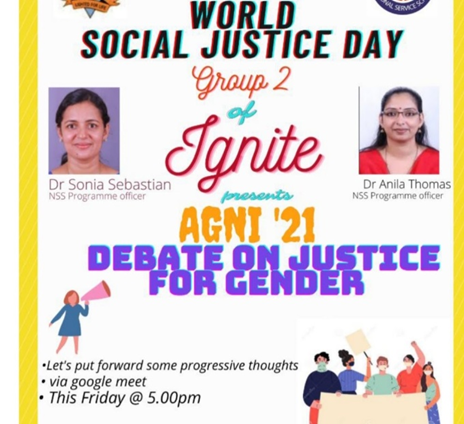 WORLD
SOCIAL JUSTICE DAY
Group 2
of
Ignite
Dr Sonia Sebastian
NSS Programme officer
Dr Anila Thomas
NSS Programme officer
presents
AGNI '21
DEBATE ON JUSTICE
FOR GENDER
•Let's put forward some progressive thoughts
• via google meet
• This Friday @ 5.00pm